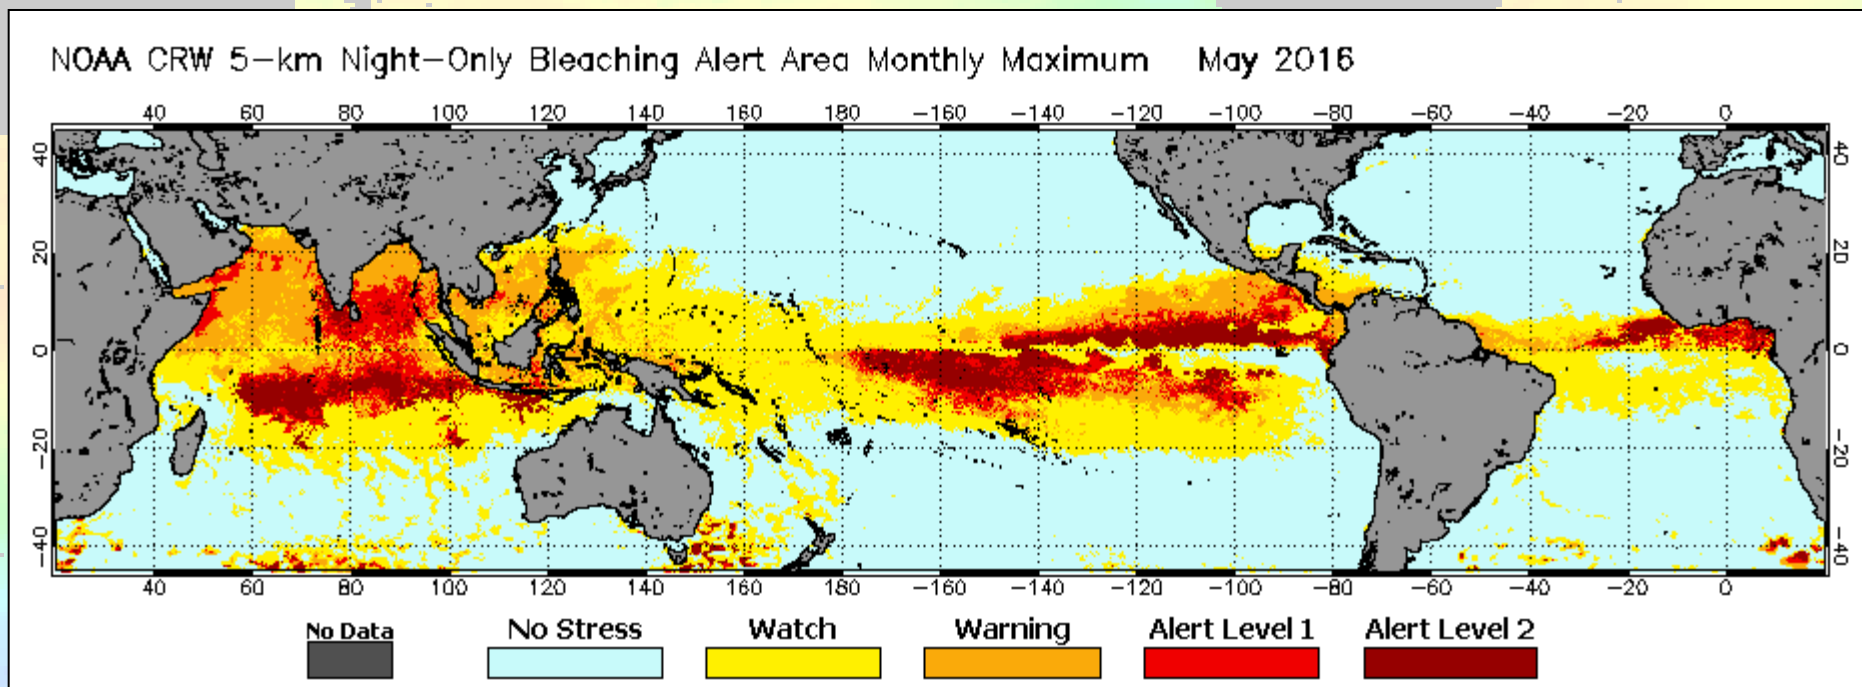 NOAA CRW 5-km Night-Only Bleaching Alert Area Monthly Maximum May 2016
40 60 80 100 120 140 160 180 -160 -140 -120 -100 -80 -60 -40 -20 0
40 40
20 20
0 0
-20 -20
-40 -40
40 60 80 100 120 140 160 180 -160 -140 -120 -100 -80 -60 -40 -20 0
No Data No Stress Watch Warning Alert Level 1 Alert Level 2